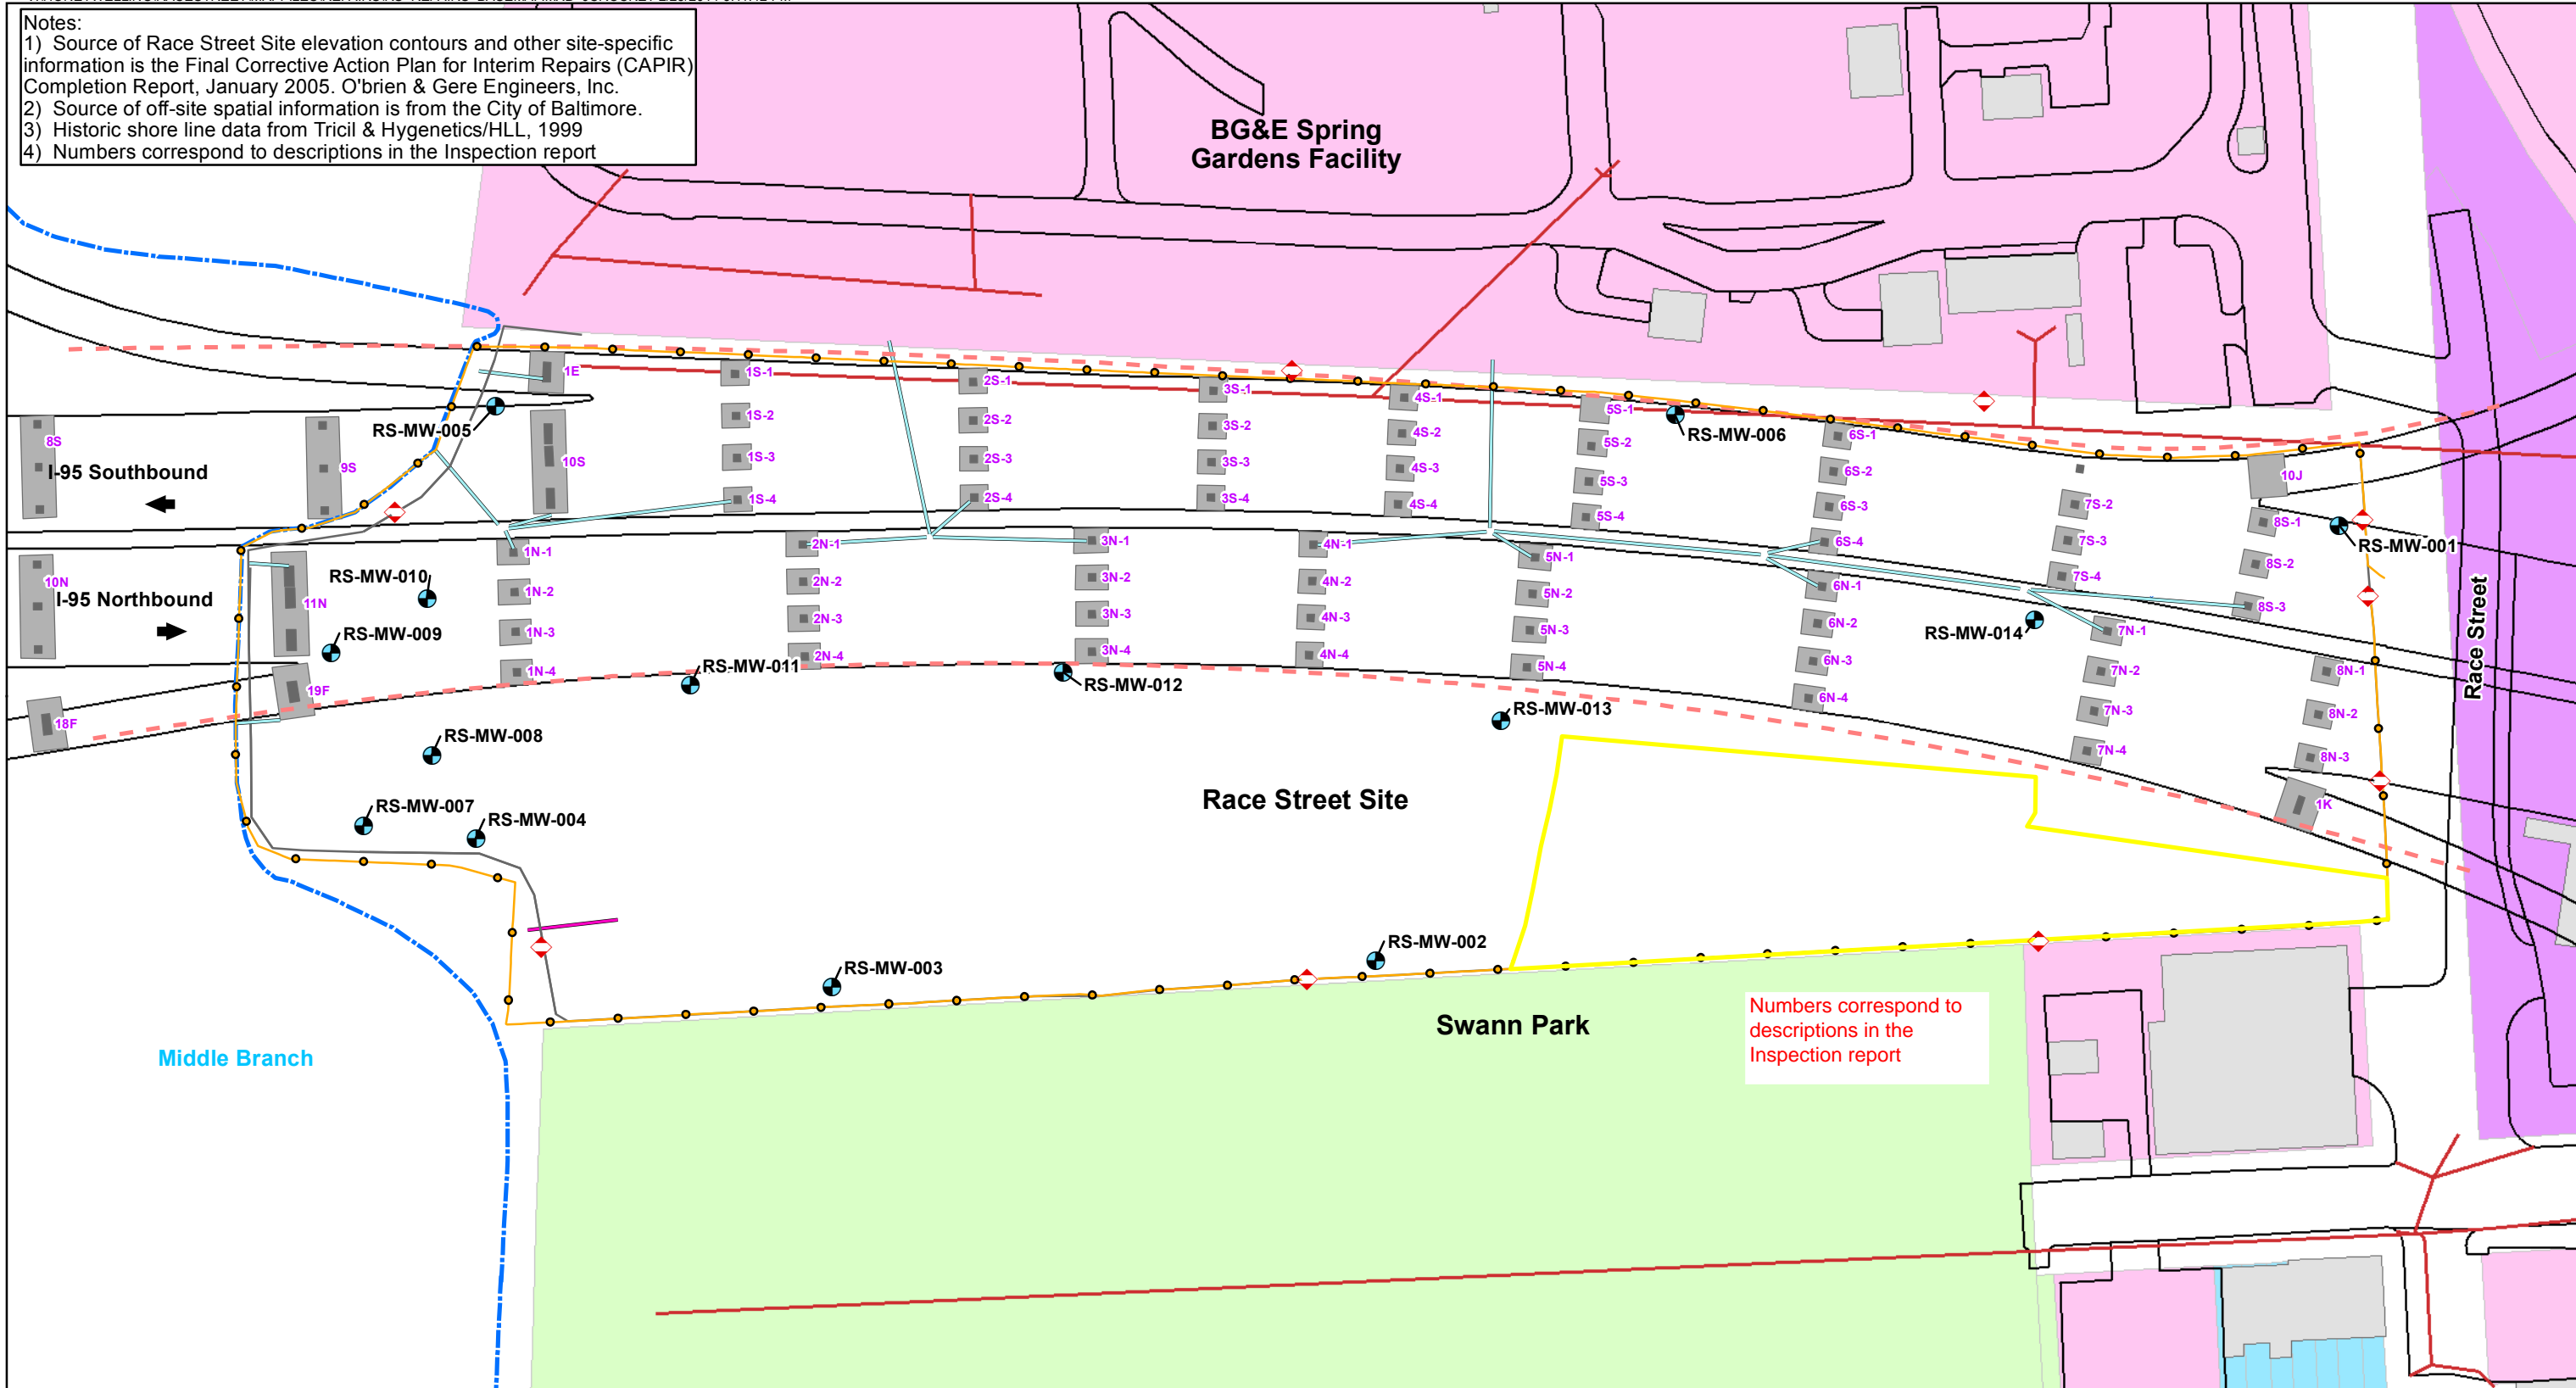 Notes:
1) Source of Race Street Site elevation contours and other site-specific
information is the Final Corrective Action Plan for Interim Repairs (CAPIR)
Completion Report, January 2005. O'brien & Gere Engineers, Inc.
2) Source of off-site spatial information is from the City of Baltimore.
3) Historic shore line data from Tricil & Hygenetics/HLL, 1999
4) Numbers correspond to descriptions in the Inspection report
BG&E Spring
Gardens Facility
1E
1S-1
2S-1
3S-1
4S-1
5S-1
6S-1
1S-2
2S-2
3S-2
4S-2
5S-2
6S-2
7S-2
1S-3
2S-3
3S-3
4S-3
5S-3
6S-3
7S-3
1S-4
2S-4
3S-4
4S-4
5S-4
6S-4
7S-4
8S
9S
10S
10J
8S-1
8S-2
8S-3
RS-MW-005
RS-MW-006
RS-MW-001
I-95 Southbound
I-95 Northbound
10N
11N
RS-MW-010
RS-MW-009
1N-1
2N-1
3N-1
4N-1
5N-1
6N-1
7N-1
8N-1
1N-2
2N-2
3N-2
4N-2
5N-2
6N-2
7N-2
8N-2
1N-3
2N-3
3N-3
4N-3
5N-3
6N-3
7N-3
8N-3
1N-4
2N-4
3N-4
4N-4
5N-4
6N-4
7N-4
RS-MW-014
Race Street
18F
19F
RS-MW-011
RS-MW-012
RS-MW-013
RS-MW-008
RS-MW-007
RS-MW-004
Race Street Site
1K
RS-MW-003
RS-MW-002
Swann Park
Middle Branch
Numbers correspond to
descriptions in the
Inspection report